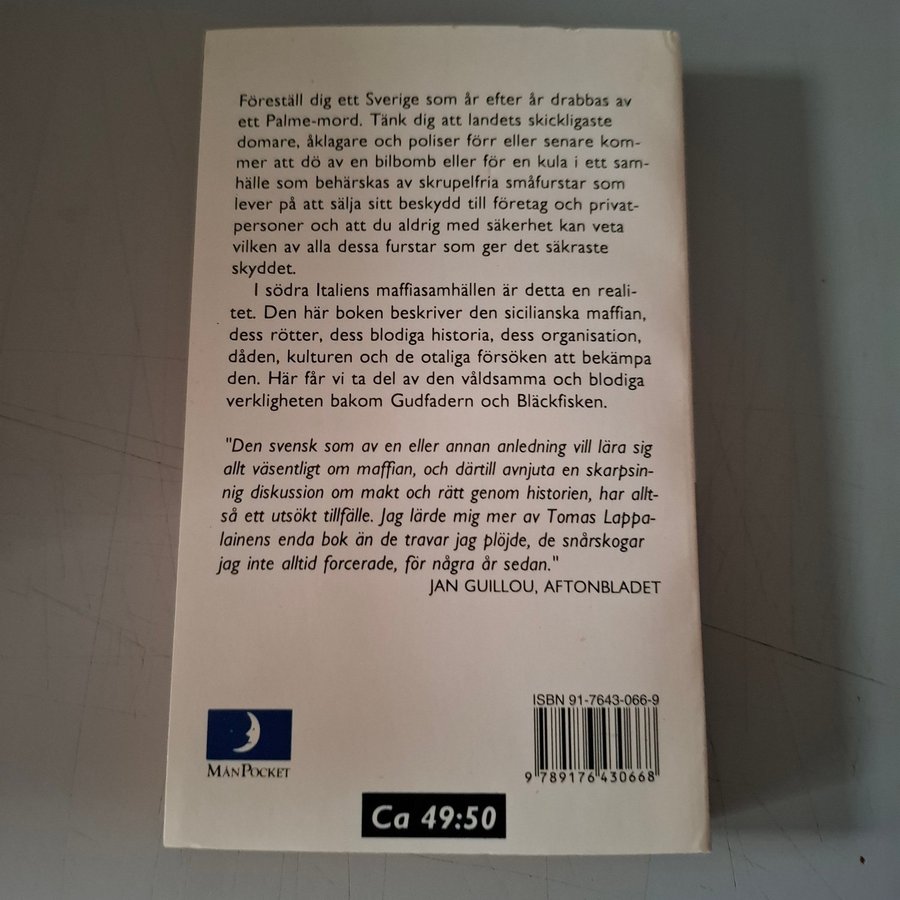 Föreställ dig ett Sverige som år efter år drabbas av
ett Palme-mord. Tänk dig att landets skickligaste
domare, åklagare och poliser förr eller senare kom-
mer att dö av en bilbomb eller för en kula i ett sam-
hälle som behärskas av skrupelfria småfurstar som
lever på att sälja sitt beskydd till företag och privat-
personer och att du aldrig med säkerhet kan veta
vilken av alla dessa furstar som ger det säkraste
skyddet.
I södra Italiens maffiasamhällen är detta en reali-
tet. Den här boken beskriver den sicilianska maffian,
dess rötter, dess blodiga historia, dess organisation,
dåden, kulturen och de otaliga försöken att bekämpa
den. Här får vi ta del av den våldsamma och blodiga
verkligheten bakom Gudfadern och Bläckfisken.
"Den svensk som av en eller annan anledning vill lära sig
allt väsentligt om maffian, och därtill avnjuta en skarpsin-
nig diskussion om makt och rätt genom historien, har allt-
så ett utsökt tillfälle. Jag lärde mig mer av Tomas Lappa-
lainens enda bok än de travar jag plöjde, de snårskogar
jag inte alltid forcerade, för några år sedan."
JAN GUILLOU, AFTONBLADET
ISBN 91-7643-066-9
9 789176 430668
MÅNPOCKET
Ca 49:50